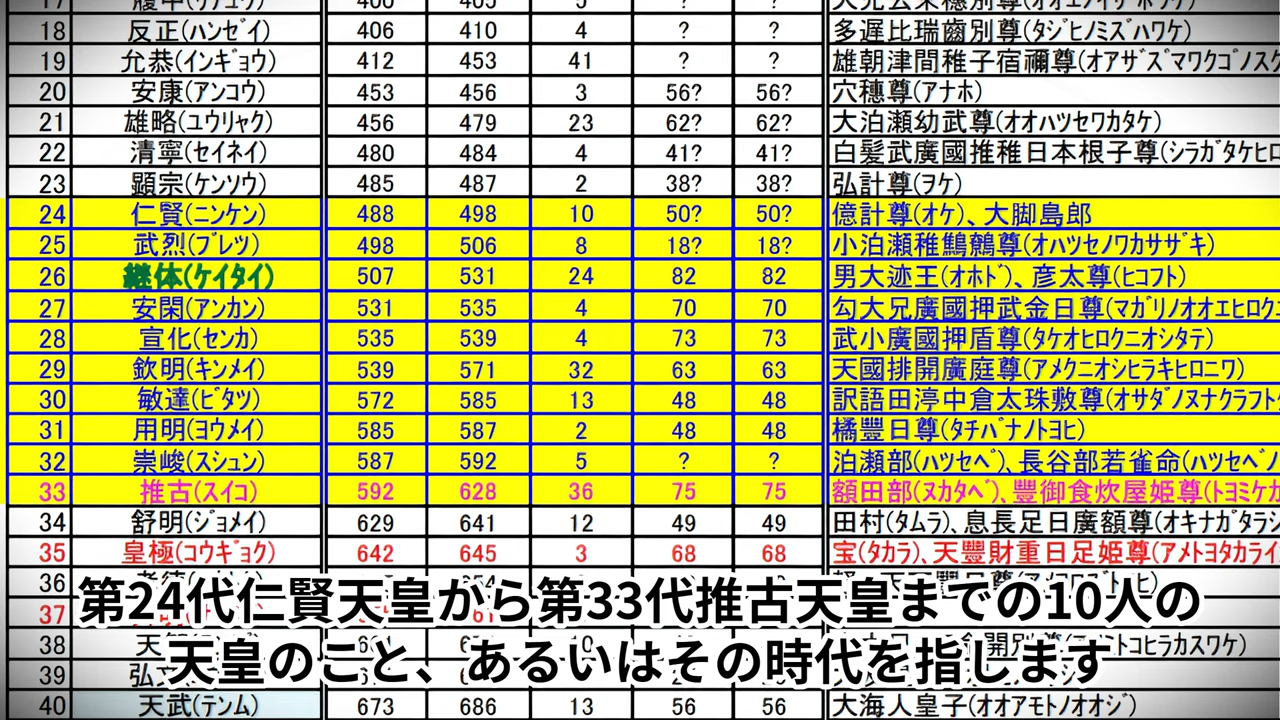 18 反正(ハンゼイ) 406 410 4 ? ? 多遅比瑞齒別尊(タジヒノミズハワケ)
19 允恭(インギョウ) 412 453 41 ? ? 雄朝津間稚子宿禰尊(オアサズマワクゴノスク
20 安康(アンコウ) 453 456 3 56? 56? 穴穗尊(アナホ)
21 雄略(ユウリャク) 456 479 23 62? 62? 大泊瀬幼武尊(オオハツセワカタケ)
22 清寧(セイネイ) 480 484 4 41? 41? 白髪武廣國押稚日本根子尊(シラガタケヒロ
23 顕宗(ケンソウ) 485 487 2 38? 38? 弘計尊(ヲケ)
24 仁賢(ニンケン) 488 498 10 50? 50? 億計尊(オケ)、大脚島郎
25 武烈(ブレツ) 498 506 8 18? 18? 小泊瀬稚鷦鷯尊(オハツセノワカササザキ)
26 継体(ケイタイ) 507 531 24 82 82 男大迹王(オホド)、彦太尊(ヒコフト)
27 安閑(アンカン) 531 535 4 70 70 勾大兄廣國押武金日尊(マガリノオオエヒロクニ
28 宣化(センカ) 535 539 4 73 73 武小廣國押盾尊(タケオヒロクニオシタテ)
29 欽明(キンメイ) 539 571 32 63 63 天國排開廣庭尊(アメクニオシヒラキヒロニワ)
30 敏達(ビタツ) 572 585 13 48 48 訳語田渟中倉太珠敷尊(オサダノヌナクラフト
31 用明(ヨウメイ) 585 587 2 48 48 橘豐日尊(タチバナノトヨヒ)
32 崇峻(スシュン) 587 592 5 ? ? 泊瀬部(ハツセベ)、長谷部若雀命(ハツセベノ
33 推古(スイコ) 592 628 36 75 75 額田部(ヌカタベ)、豐御食炊屋姫尊(トヨミケカ
34 舒明(ジョメイ) 629 641 12 49 49 田村(タムラ)、息長足日廣額尊(オキナガタラシ
35 皇極(コウギョク) 642 645 3 68 68 宝(タカラ)、天豐財重日足姫尊(アメトヨタカライ
36
37
第24代仁賢天皇から第33代推古天皇までの10人の
38
天皇のこと、あるいはその時代を指します
39
40 天武(テンム) 673 686 13 56 56 大海人皇子(オオアモトノオオジ)